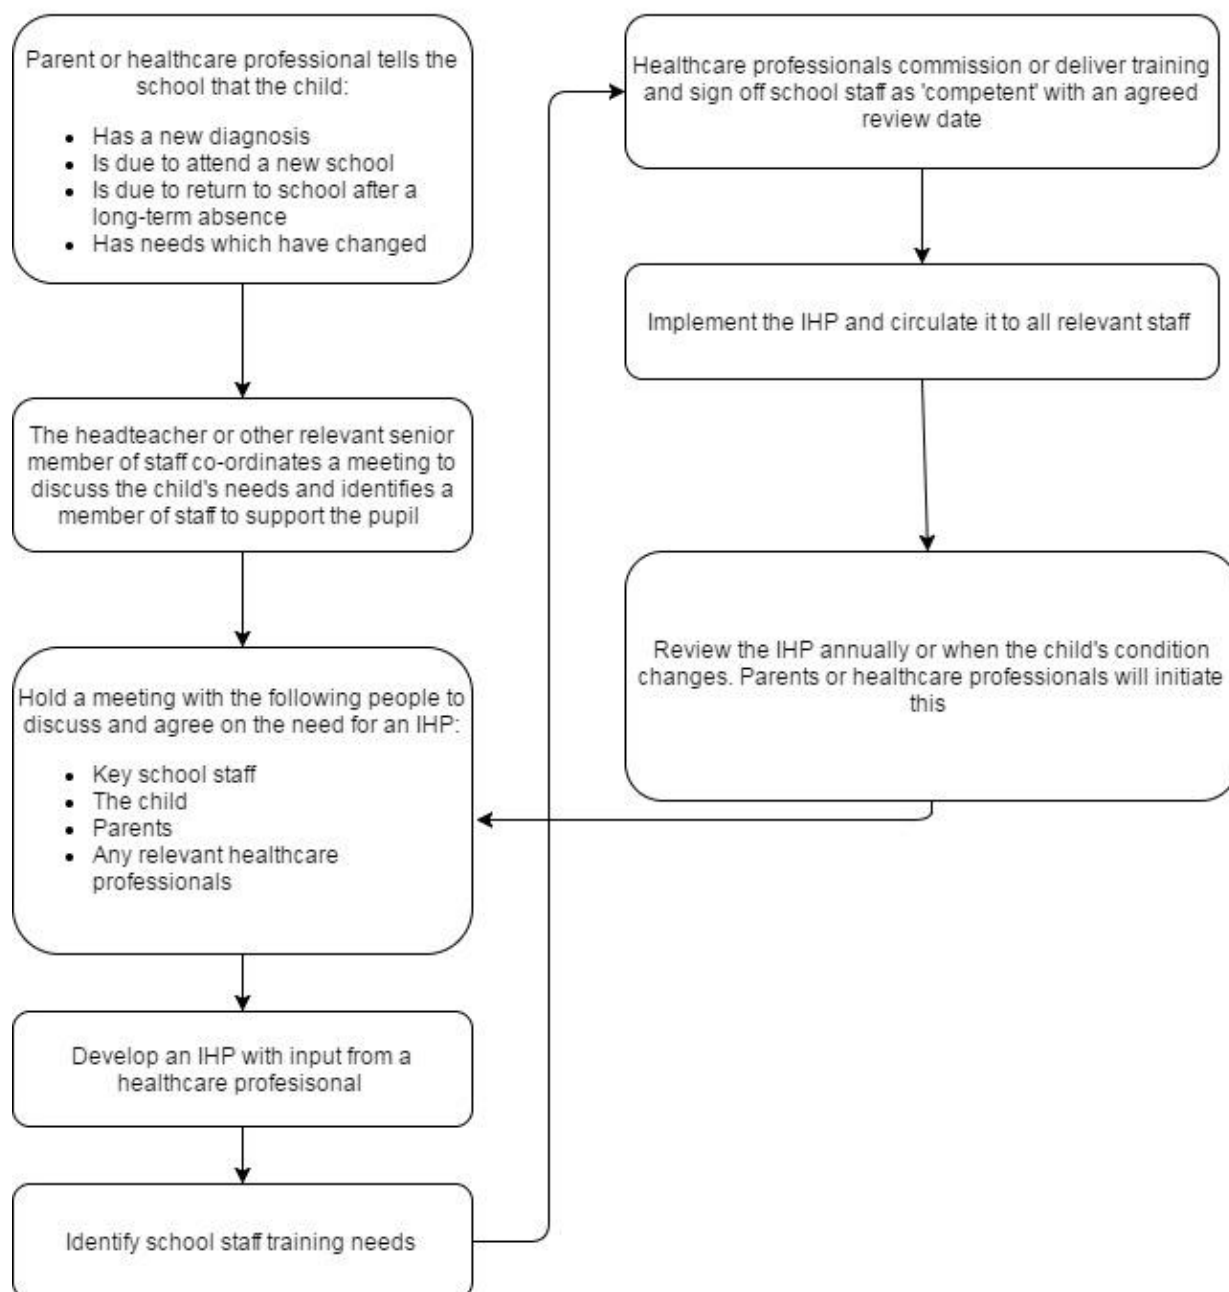 Parent or healthcare professional tells the
school that the child:
• Has a new diagnosis
• Is due to attend a new school
• Is due to return to school after a
long-term absence
• Has needs which have changed
The headteacher or other relevant senior
member of staff co-ordinates a meeting to
discuss the child's needs and identifies a
member of staff to support the pupil
Hold a meeting with the following people to
discuss and agree on the need for an IHP:
• Key school staff
• The child
• Parents
• Any relevant healthcare
professionals
Develop an IHP with input from a
healthcare profesisonal
Identify school staff training needs
Healthcare professionals commission or deliver training
and sign off school staff as 'competent' with an agreed
review date
Implement the IHP and circulate it to all relevant staff
Review the IHP annually or when the child's condition
changes. Parents or healthcare professionals will initiate
this